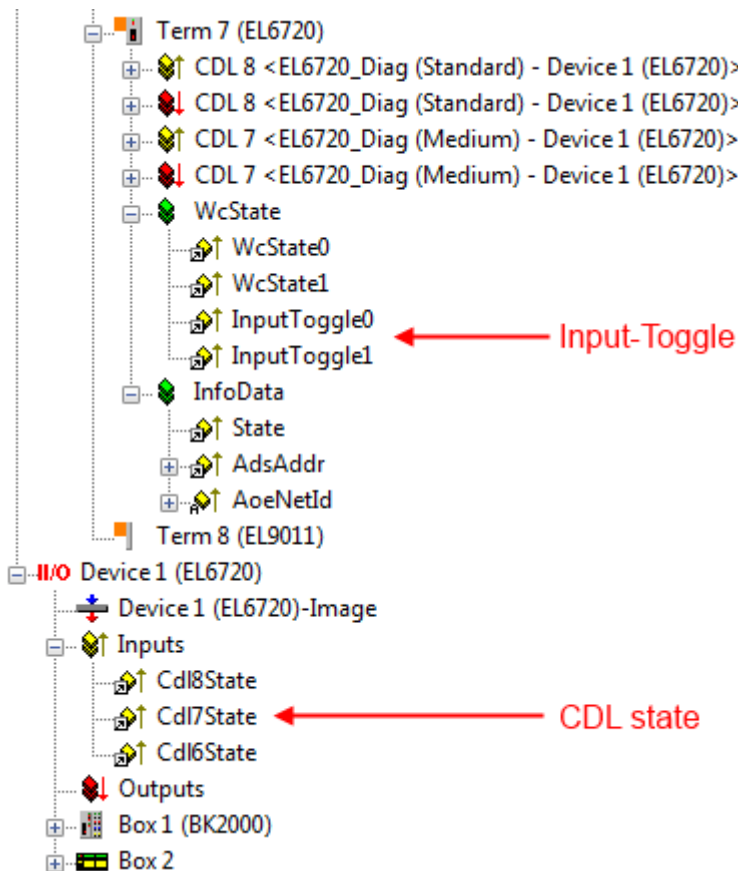 Term 7 (EL6720)
CDL 8 <EL6720_Diag (Standard) - Device 1 (EL6720)>
CDL 8 <EL6720_Diag (Standard) - Device 1 (EL6720)>
CDL 7 <EL6720_Diag (Medium) - Device 1 (EL6720)>
CDL 7 <EL6720_Diag (Medium) - Device 1 (EL6720)>
WcState
WcState0
WcState1
InputToggle0
Input-Toggle
InputToggle1
InfoData
State
AdsAddr
AoeNetId
Term 8 (EL9011)
I/O Device 1 (EL6720)
Device 1 (EL6720)-Image
Inputs
Cdl8State
Cdl7State CDL state
Cdl6State
Outputs
Box 1 (BK2000)
Box 2